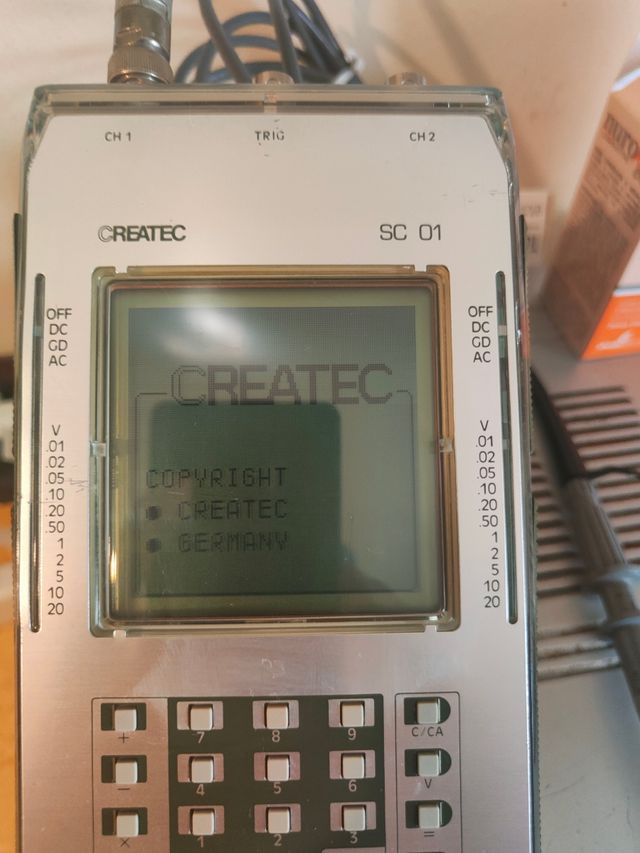 CH 1
TRIG
CH 2
CREATEC
SC 01
OFF
DC
GD
AC
V
.01
.02
.05
.10
.20
.50
1
2
5
10
20
OFF
DC
GD
AC
V
.01
.02
.05
.10
.20
.50
1
2
5
10
20
CREATEC
COPYRIGHT
● CREATEC
● GERMANY
+
7
8
9
C/CA
−
4
5
6
V
×
1
2
3
=